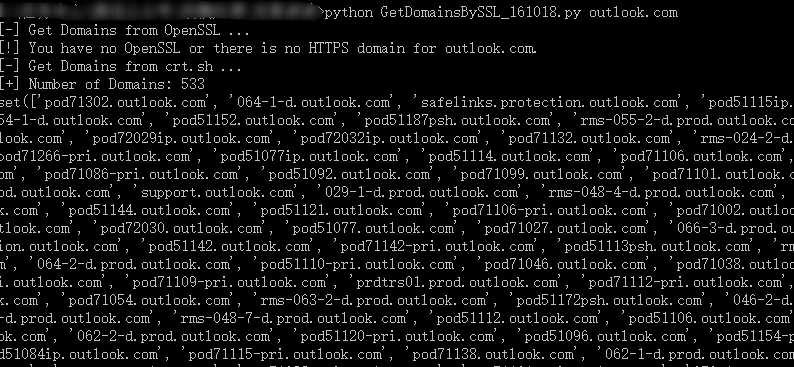 >python GetDomainsBySSL_161018.py outlook.com
[-] Get Domains from OpenSSL ...
[!] You have no OpenSSL or there is no HTTPS domain for outlook.com.
[-] Get Domains from crt.sh ...
[+] Number of Domains: 533
set(['pod71302.outlook.com', '064-1-d.outlook.com', 'safelinks.protection.outlook.com', 'pod51115ip.
54-1-d.outlook.com', 'pod51152.outlook.com', 'pod51187psh.outlook.com', 'rms-055-2-d.prod.outlook.co
look.com', 'pod72029ip.outlook.com', 'pod72032ip.outlook.com', 'pod71132.outlook.com', 'rms-024-2-d.
pod71266-pri.outlook.com', 'pod51077ip.outlook.com', 'pod51114.outlook.com', 'pod71106.outlook.com',
om', 'pod71086-pri.outlook.com', 'pod51092.outlook.com', 'pod71099.outlook.com', 'pod71101.outlook.c
od.outlook.com', 'support.outlook.com', '029-1-d.prod.outlook.com', 'rms-048-4-d.prod.outlook.com',
k.com', 'pod51144.outlook.com', 'pod51121.outlook.com', 'pod71106-pri.outlook.com', 'pod71002.outloo
', 'pod72030.outlook.com', 'pod51077.outlook.com', 'pod71027.outlook.com', '066-3-d.prod.outlook.com
ion.outlook.com', 'pod51142.outlook.com', 'pod71142-pri.outlook.com', 'pod51113psh.outlook.com', 'rm
', '064-2-d.prod.outlook.com', 'pod51110-pri.outlook.com', 'pod71046.outlook.com', 'pod71038.outlook
m', 'pod71109-pri.outlook.com', 'prdtrs01.prod.outlook.com', 'pod71112-pri.outlook.com', 'pod51121-p
', 'pod71054.outlook.com', 'rms-063-2-d.prod.outlook.com', 'pod51172psh.outlook.com', '046-2-d.outlo
-d.prod.outlook.com', 'rms-048-7-d.prod.outlook.com', 'pod51112.outlook.com', 'pod51106.outlook.com'
', '062-2-d.prod.outlook.com', 'pod51120-pri.outlook.com', 'pod51096.outlook.com', 'pod51154-pri.out
d51084ip.outlook.com', 'pod71115-pri.outlook.com', 'pod71138.outlook.com', '062-1-d.prod.outlook.com